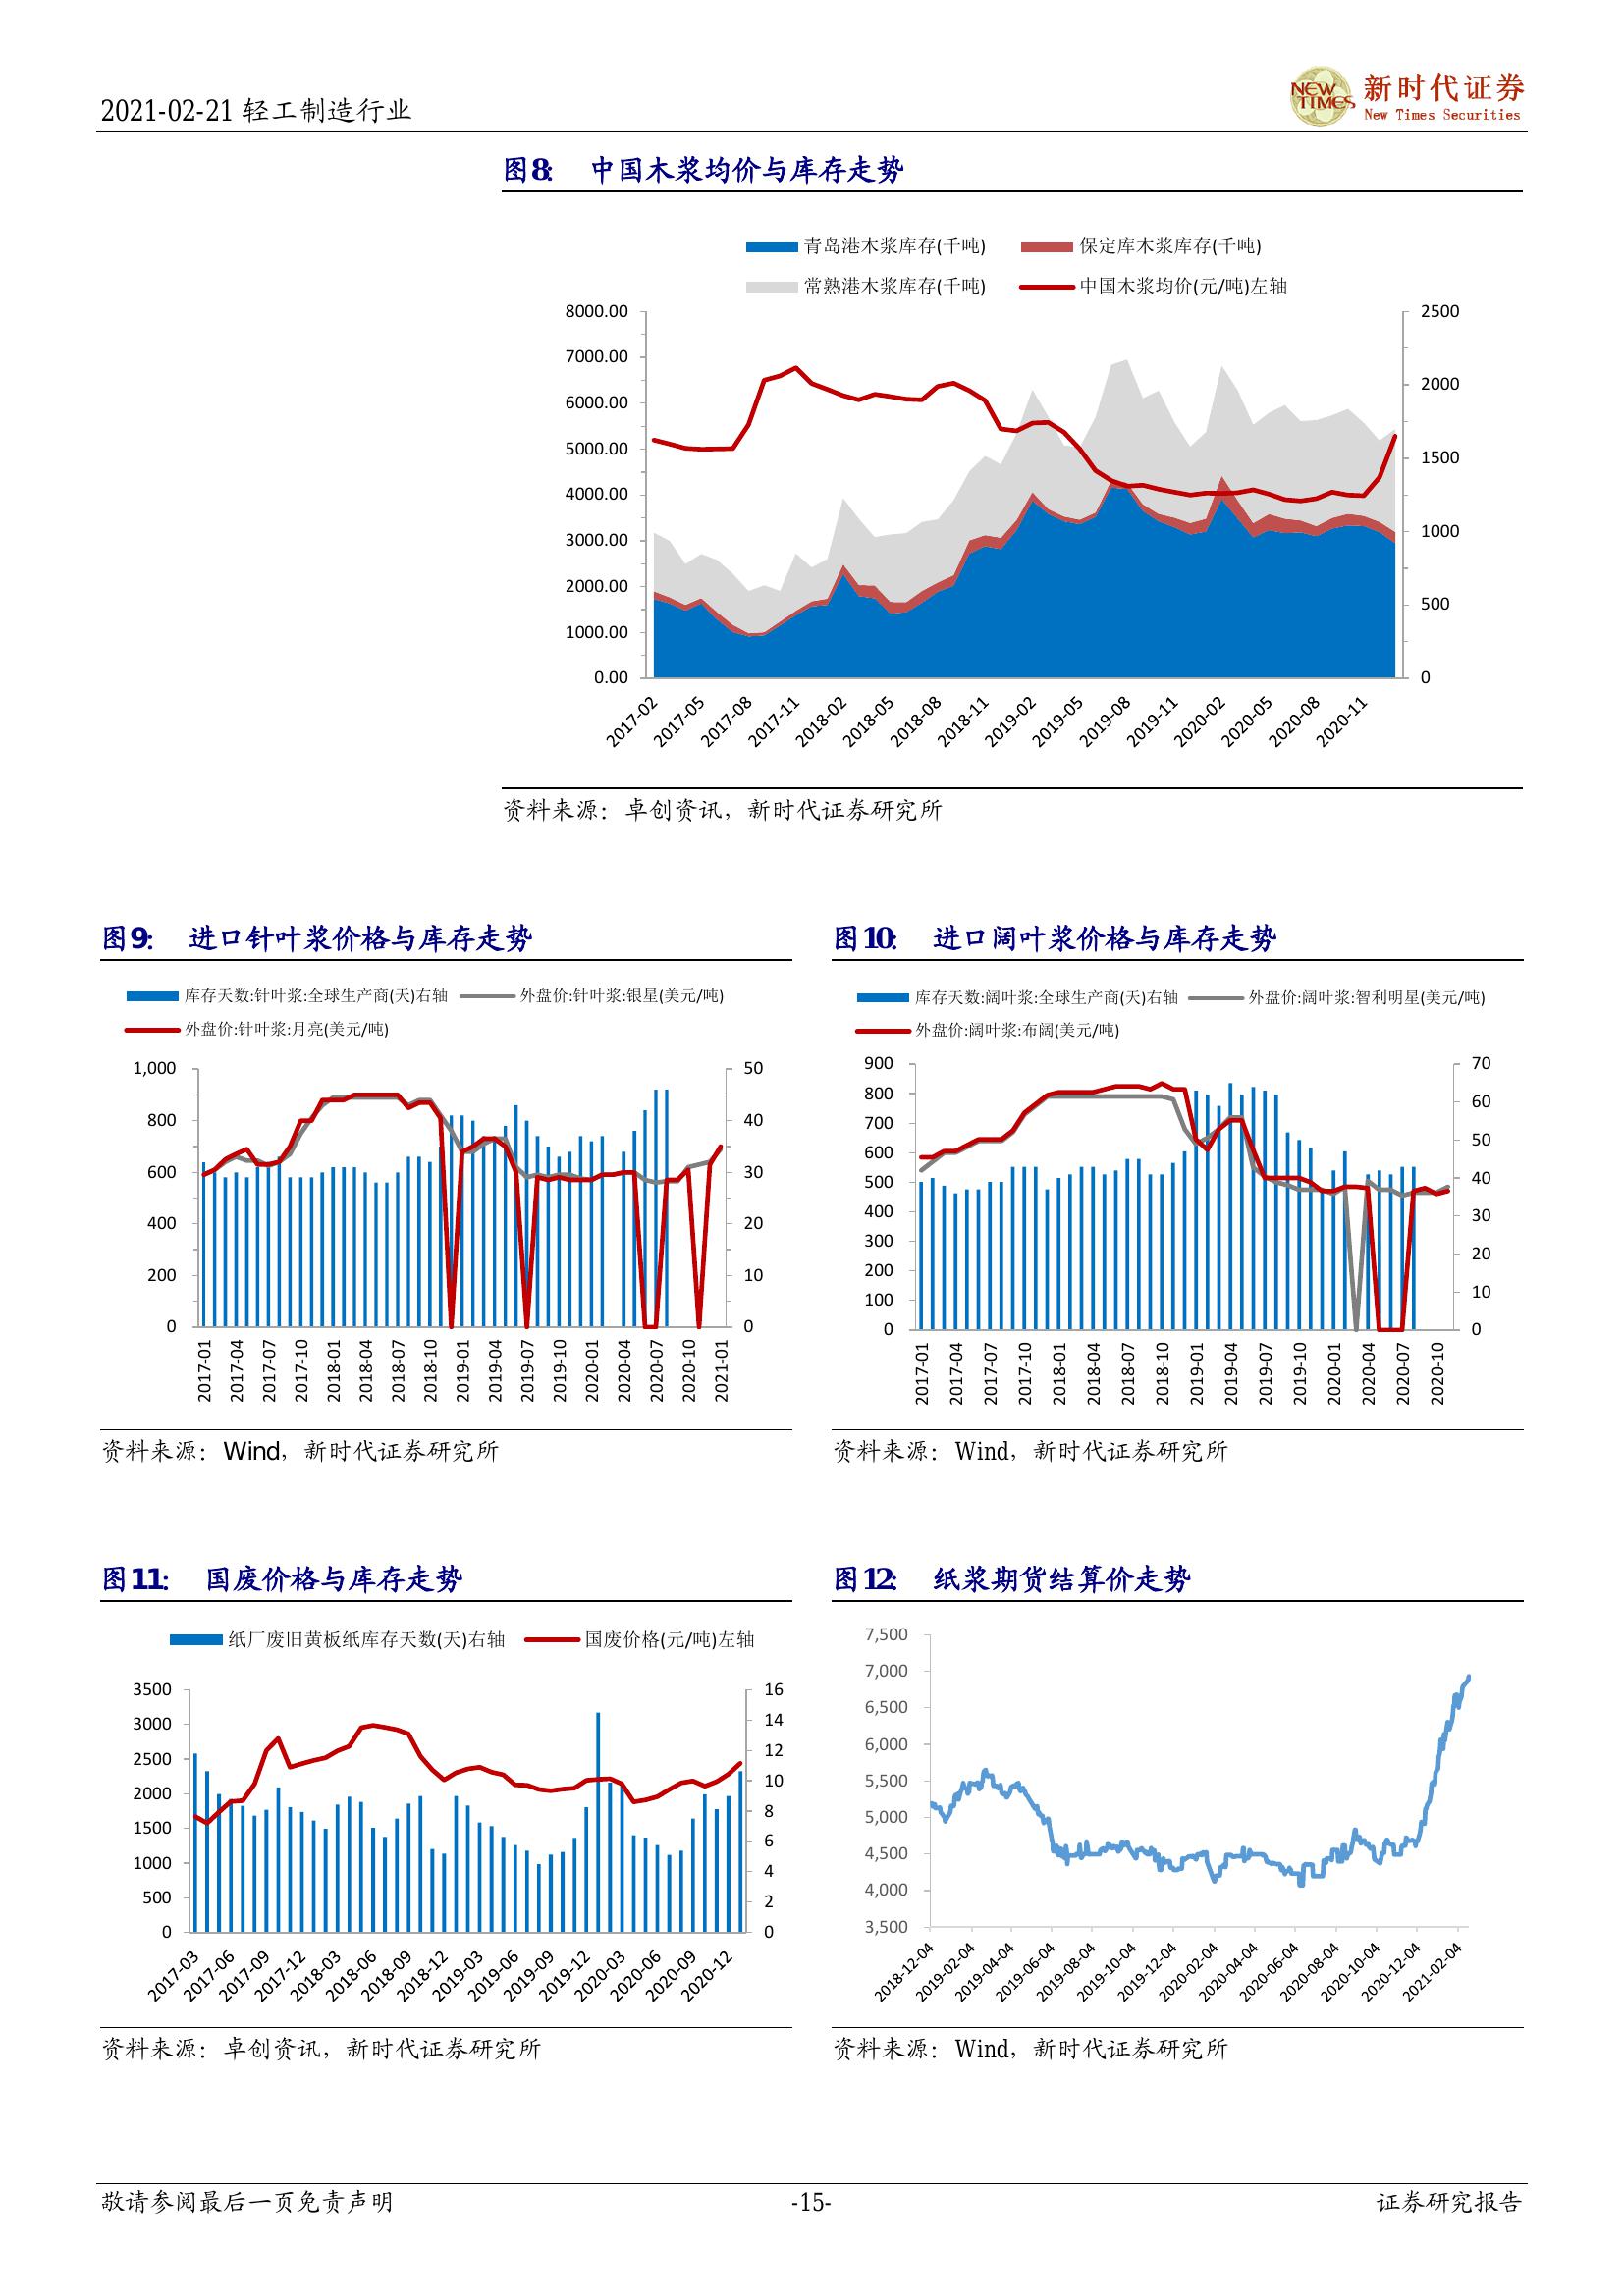 2021-02-21 轻工制造行业
NEW TIMES 新时代证券
New Times Securities
图8: 中国木浆均价与库存走势
青岛港木浆库存(千吨) 保定库木浆库存(千吨)
常熟港木浆库存(千吨) 中国木浆均价(元/吨)左轴
8000.00 2500
7000.00
6000.00 2000
5000.00 1500
4000.00
3000.00 1000
2000.00 500
1000.00
0.00 0
2017-02 2017-05 2017-08 2017-11 2018-02 2018-05 2018-08 2018-11 2019-02 2019-05 2019-08 2019-11 2020-02 2020-05 2020-08 2020-11
资料来源：卓创资讯，新时代证券研究所
图9: 进口针叶浆价格与库存走势
库存天数:针叶浆:全球生产商(天)右轴 外盘价:针叶浆:银星(美元/吨)
外盘价:针叶浆:月亮(美元/吨)
1,000 50
800 40
600 30
400 20
200 10
0 0
2017-01 2017-04 2017-07 2017-10 2018-01 2018-04 2018-07 2018-10 2019-01 2019-04 2019-07 2019-10 2020-01 2020-04 2020-07 2020-10 2021-01
资料来源：Wind，新时代证券研究所
图10: 进口阔叶浆价格与库存走势
库存天数:阔叶浆:全球生产商(天)右轴 外盘价:阔叶浆:智利明星(美元/吨)
外盘价:阔叶浆:布阔(美元/吨)
900 70
800 60
700 50
600
500 40
400 30
300 20
200
100 10
0 0
2017-01 2017-04 2017-07 2017-10 2018-01 2018-04 2018-07 2018-10 2019-01 2019-04 2019-07 2019-10 2020-01 2020-04 2020-07 2020-10
资料来源：Wind，新时代证券研究所
图11: 国废价格与库存走势
纸厂废旧黄板纸库存天数(天)右轴 国废价格(元/吨)左轴
3500 16
3000 14
2500 12
2000 10
1500 8
1000 6
500 4
0 2
0
2017-03 2017-06 2017-09 2017-12 2018-03 2018-06 2018-09 2018-12 2019-03 2019-06 2019-09 2019-12 2020-03 2020-06 2020-09 2020-12
资料来源：卓创资讯，新时代证券研究所
图12: 纸浆期货结算价走势
7,500
7,000
6,500
6,000
5,500
5,000
4,500
4,000
3,500
2018-12-04 2019-02-04 2019-04-04 2019-06-04 2019-08-04 2019-10-04 2019-12-04 2020-02-04 2020-04-04 2020-06-04 2020-08-04 2020-10-04 2020-12-04 2021-02-04
资料来源：Wind，新时代证券研究所
敬请参阅最后一页免责声明 -15- 证券研究报告